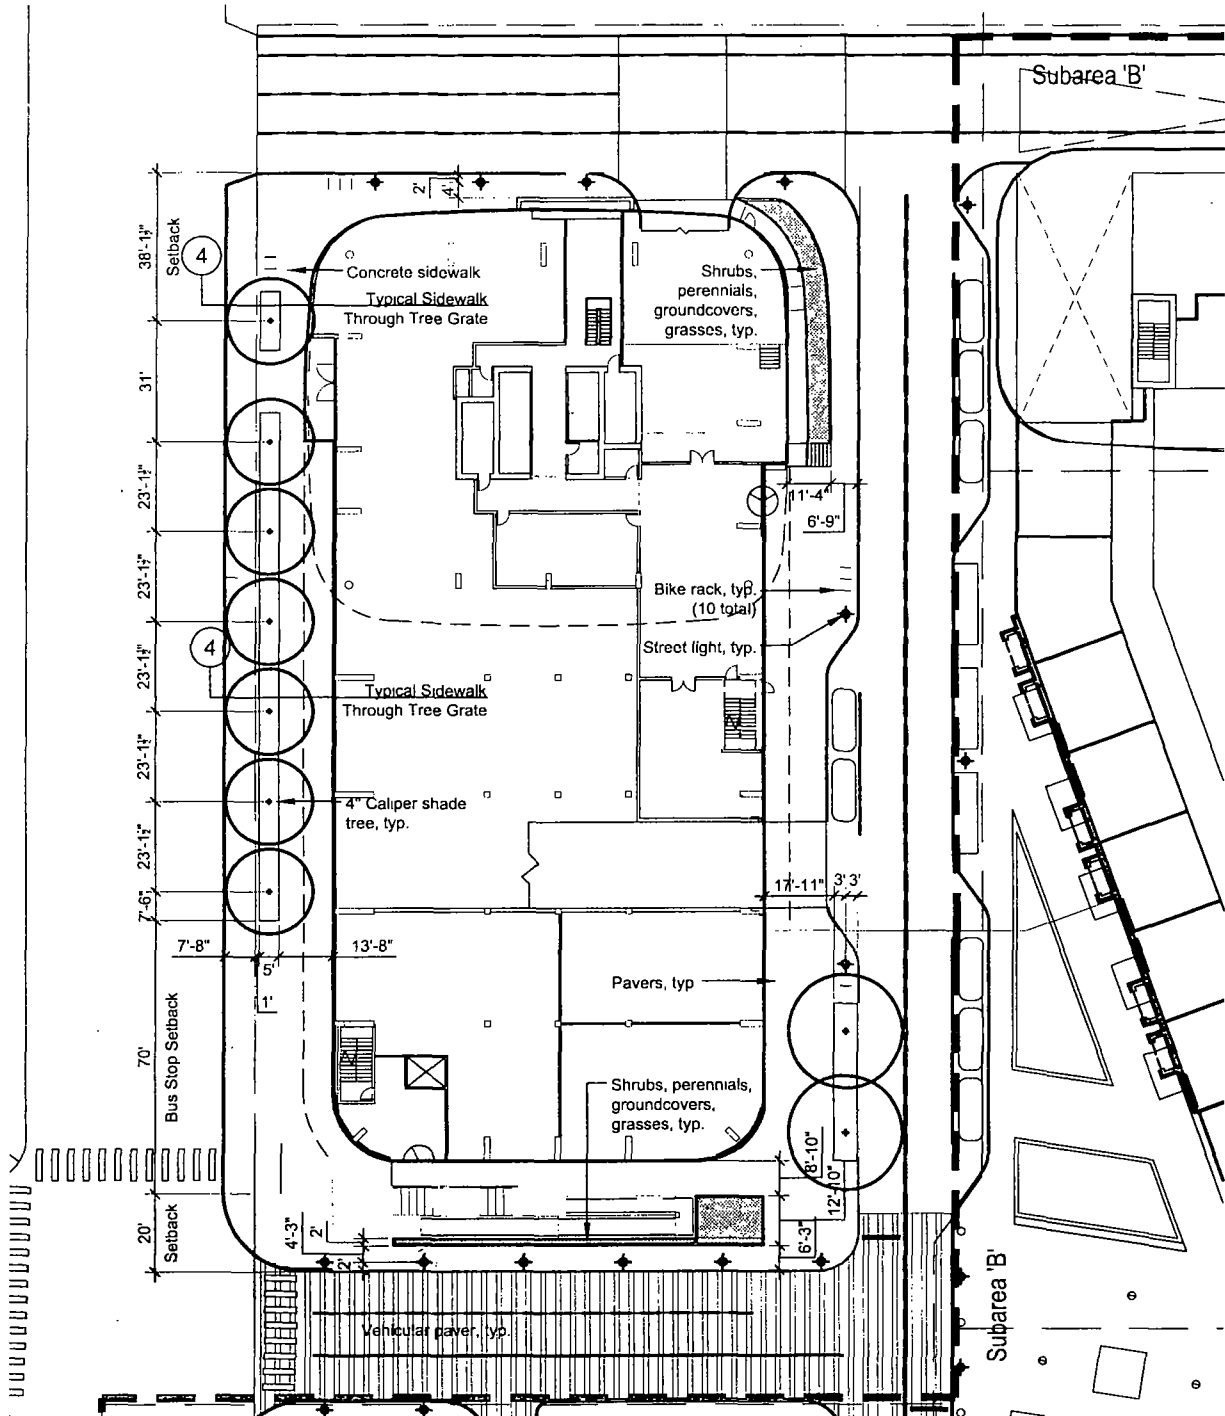 Subarea 'B'
2'
4'
38'-1½"
Setback
4
Concrete sidewalk
Typical Sidewalk
Through Tree Grate
Shrubs,
perennials,
groundcovers,
grasses, typ.
31'
23'-1½"
11'-4"
6'-9"
23'-1½"
Bike rack, typ.
(10 total)
Street light, typ.
23'-1½"
4
Typical Sidewalk
Through Tree Grate
23'-1½"
4" Caliper shade
tree, typ.
23'-1½"
7'-6"
17'-11"
3'
3'
7'-8"
5'
13'-8"
1'
Pavers, typ
Bus Stop Setback
70'
Shrubs, perennials,
groundcovers,
grasses, typ.
8'-10"
12'-10"
20'
Setback
4'-3"
2'
2'
6'-3"
Vehicular paver, typ.
Subarea 'B'